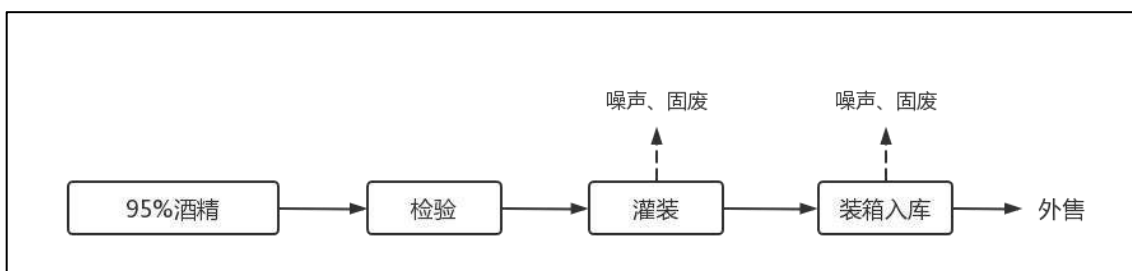 噪声、固废
噪声、固废
95%酒精
检验
灌装
装箱入库
外售